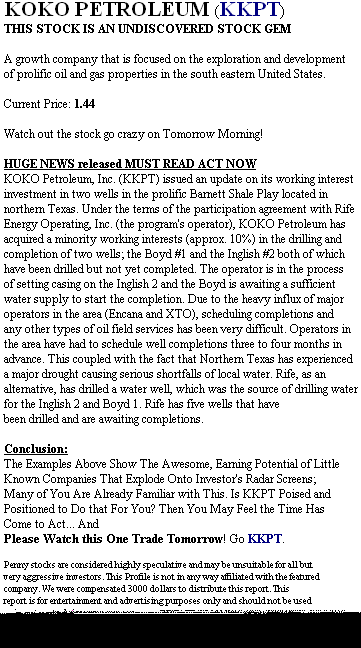 KOKO PETROLEUM (KKPT)
THIS STOCK IS AN UNDISCOVERED STOCK GEM
A growth company that is focused on the exploration and development
of prolific oil and gas properties in the south eastern United States.
Current Price: 1.44
Watch out the stock go crazy on Tomorrow Morning!
HUGE NEWS released MUST READ ACT NOW
KOKO Petroleum, Inc. (KKPT) issued an update on its working interest
investment in two wells in the prolific Barnett Shale Play located in
northern Texas. Under the terms of the participation agreement with Rife
Energy Operating, Inc. (the program's operator), KOKO Petroleum has
acquired a minority working interests (approx. 10%) in the drilling and
completion of two wells; the Boyd #1 and the Inglish #2 both of which
have been drilled but not yet completed. The operator is in the process
of setting casing on the Inglish 2 and the Boyd is awaiting a sufficient
water supply to start the completion. Due to the heavy influx of major
operators in the area (Encana and XTO), scheduling completions and
any other types of oil field services has been very difficult. Operators in
the area have had to schedule well completions three to four months in
advance. This coupled with the fact that Northern Texas has experienced
a major drought causing serious shortfalls of local water. Rife, as an
alternative, has drilled a water well, which was the source of drilling water
for the Inglish 2 and Boyd 1. Rife has five wells that have
been drilled and are awaiting completions.
Conclusion:
The Examples Above Show The Awesome, Earning Potential of Little
Known Companies That Explode Onto Investor's Radar Screens;
Many of You Are Already Familiar with This. Is KKPT Poised and
Positioned to Do that For You? Then You May Feel the Time Has
Come to Act... And
Please Watch this One Trade Tomorrow! Go KKPT.
Penny stocks are considered highly speculative and may be unsuitable for all but
very aggressive investors. This Profile is not in any way affiliated with the featured
company. We were compensated 3000 dollars to distribute this report. This
report is for entertainment and advertising purposes only and should not be used